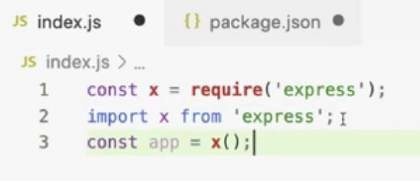 JS index.js ● {} package.json ●
JS index.js > ...
1 const x = require('express');
2 import x from 'express';
3 const app = x();